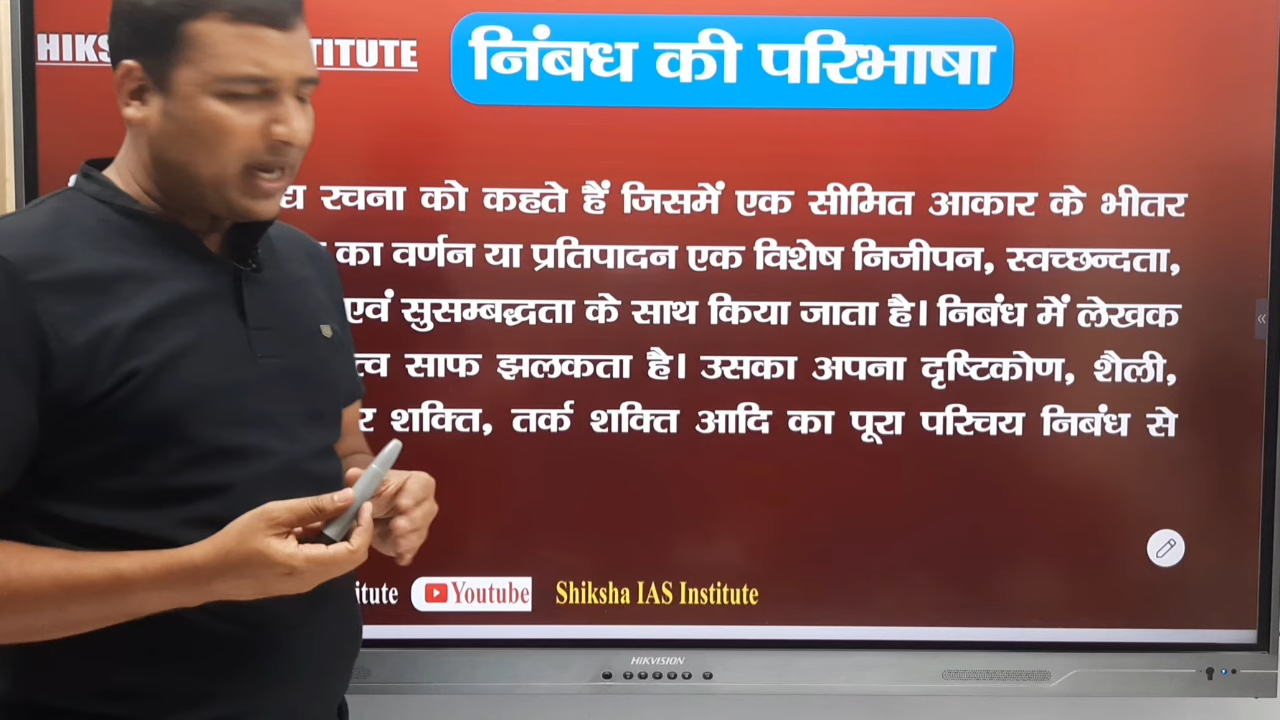 TITUTE
निंबध की परिभाषा
रचना को कहते हैं जिसमें एक सीमित आकार के भीतर
का वर्णन या प्रतिपादन एक विशेष निजीपन, स्वच्छन्दता,
एवं सुसम्बद्धता के साथ किया जाता है। निबंध में लेखक
साफ झलकता है। उसका अपना दृष्टिकोण, शैली,
शक्ति, तर्क शक्ति आदि का पूरा परिचय निबंध से
itute Youtube Shiksha IAS Institute
HIKVISION